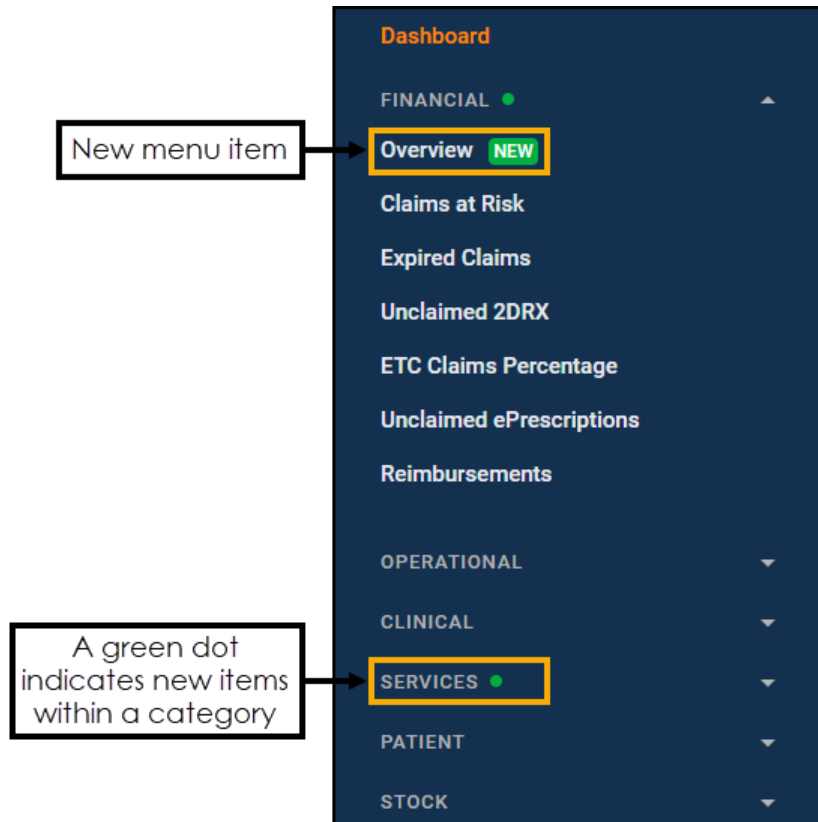 Dashboard
FINANCIAL
New menu item
Overview NEW
Claims at Risk
Expired Claims
Unclaimed 2DRX
ETC Claims Percentage
Unclaimed ePrescriptions
Reimbursements
OPERATIONAL
CLINICAL
A green dot
indicates new items
within a category
SERVICES
PATIENT
STOCK